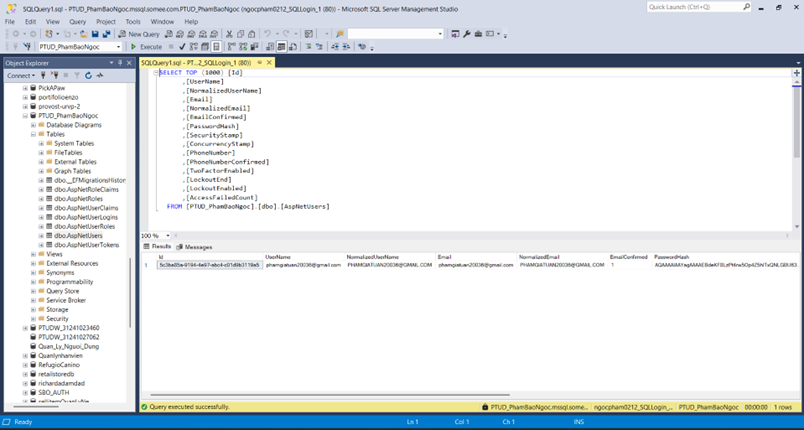 SQLQuery1.sql - PTUD_PhamBaoNgoc.mssql.somee.com.PTUD_PhamBaoNgoc (ngocpham0212_SQLLogin_1 (80)) - Microsoft SQL Server Management Studio
Quick Launch (Ctrl+Q)
File Edit View Query Project Tools Window Help
New Query
PTUD_PhamBaoNgoc Execute
Object Explorer
SQLQuery1.sql - PT...2_SQLLogin_1 (80))
Connect
PickAPaw
portifolioenzo
provost-urvp-2
PTUD_PhamBaoNgoc
Database Diagrams
Tables
System Tables
FileTables
External Tables
Graph Tables
dbo.__EFMigrationsHistor
dbo.AspNetRoleClaims
dbo.AspNetRoles
dbo.AspNetUserClaims
dbo.AspNetUserLogins
dbo.AspNetUserRoles
dbo.AspNetUsers
dbo.AspNetUserTokens
Views
External Resources
Synonyms
Programmability
Query Store
Service Broker
Storage
Security
PTUDW_31241023460
PTUDW_31241027062
Quan_Ly_Nguoi_Dung
Quanlynhanvien
RefugioCanino
retailstoredb
richardadamdad
SBO_AUTH
SELECT TOP (1000) [Id]
,[UserName]
,[NormalizedUserName]
,[Email]
,[NormalizedEmail]
,[EmailConfirmed]
,[PasswordHash]
,[SecurityStamp]
,[ConcurrencyStamp]
,[PhoneNumber]
,[PhoneNumberConfirmed]
,[TwoFactorEnabled]
,[LockoutEnd]
,[LockoutEnabled]
,[AccessFailedCount]
FROM [PTUD_PhamBaoNgoc].[dbo].[AspNetUsers]
100 %
Results Messages
Id UserName NormalizedUserName Email NormalizedEmail EmailConfirmed PasswordHash
1 phamgiatuan20036@gmail.com PHAMGIATUAN20036@GMAIL.COM phamgiatuan20036@gmail.com PHAMGIATUAN20036@GMAIL.COM 1
Query executed successfully.
PTUD_PhamBaoNgoc.mssql.some... ngocpham0212_SQLLogin_... PTUD_PhamBaoNgoc 00:00:00 1 rows
Ready Ln 1 Col 1 Ch 1 INS